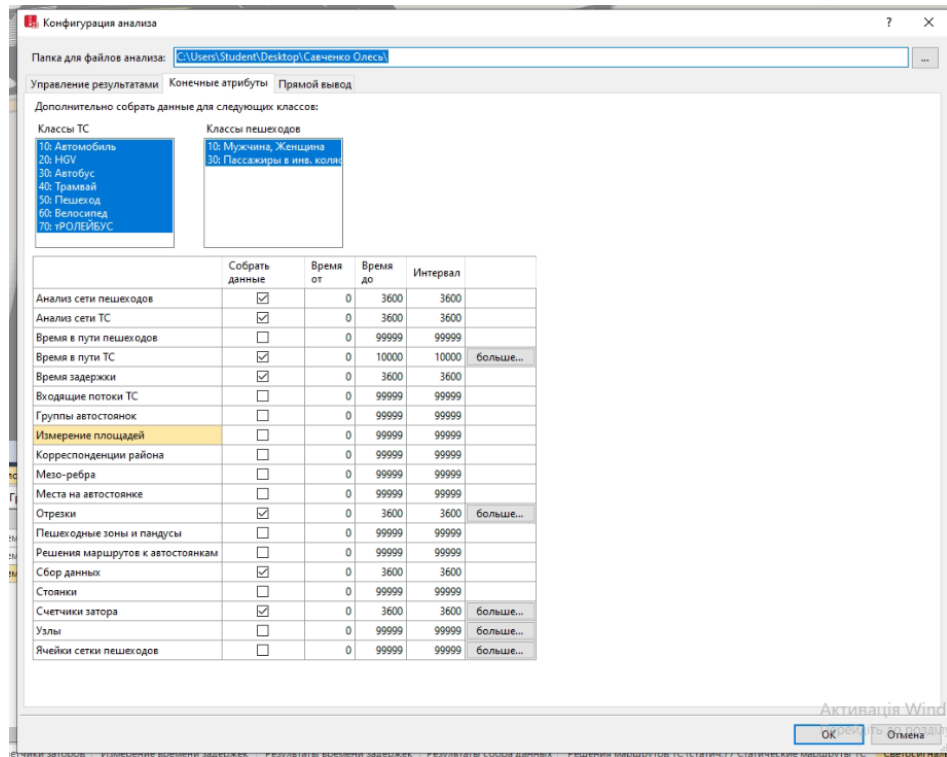 Конфигурация анализа ? ×
Папка для файлов анализа: C:\Users\Student\Desktop\Савченко Олесь\ ...
Управление результатами Конечные атрибуты Прямой вывод
Дополнительно собрать данные для следующих классов:
Классы ТС Классы пешеходов
10: Автомобиль 10: Мужчина, Женщина
20: HGV 30: Пассажиры в инв. коляс
30: Автобус
40: Трамвай
50: Пешеход
60: Велосипед
70: тРОЛЕЙБУС
Собрать данные Время от Время до Интервал
Анализ сети пешеходов 0 3600 3600
Анализ сети ТС 0 3600 3600
Время в пути пешеходов 0 99999 99999
Время в пути ТС 0 10000 10000 больше...
Время задержки 0 3600 3600
Входящие потоки ТС 0 99999 99999
Группы автостоянок 0 99999 99999
Измерение площадей 0 99999 99999
Корреспонденции района 0 99999 99999
Мезо-ребра 0 99999 99999
Места на автостоянке 0 99999 99999
Отрезки 0 3600 3600 больше...
Пешеходные зоны и пандусы 0 99999 99999
Решения маршрутов к автостоянкам 0 99999 99999
Сбор данных 0 3600 3600
Стоянки 0 99999 99999
Счетчики затора 0 3600 3600 больше...
Узлы 0 99999 99999 больше...
Ячейки сетки пешеходов 0 99999 99999 больше...
Активація Wind
Перейдіть до розділу
ОК Отмена